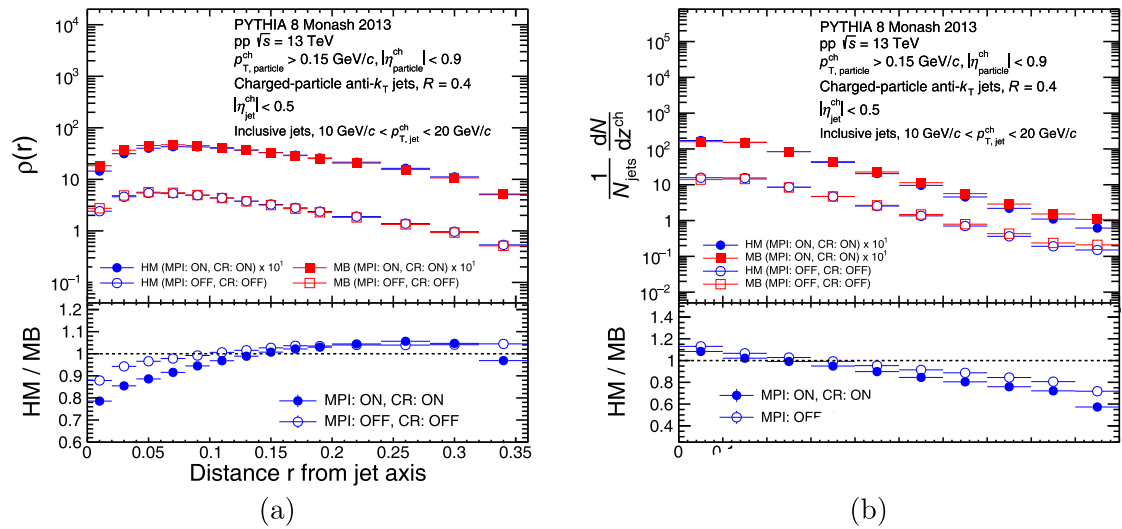 PYTHIA 8 Monash 2013
pp √s = 13 TeV
p^ch_T, particle > 0.15 GeV/c, |η^ch_particle| < 0.9
Charged-particle anti-k_T jets, R = 0.4
|η^ch_jet| < 0.5
Inclusive jets, 10 GeV/c < p^ch_T, jet < 20 GeV/c
ρ(r)
10^4
10^3
10^2
10
1
10^−1
HM (MPI: ON, CR: ON) x 10^1
MB (MPI: ON, CR: ON) x 10^1
HM (MPI: OFF, CR: OFF)
MB (MPI: OFF, CR: OFF)
HM / MB
1.2
1.1
1
0.9
0.8
0.7
0.6
MPI: ON, CR: ON
MPI: OFF, CR: OFF
0 0.05 0.1 0.15 0.2 0.25 0.3 0.35
Distance r from jet axis
(a)
PYTHIA 8 Monash 2013
pp √s = 13 TeV
p^ch_T, particle > 0.15 GeV/c, |η^ch_particle| < 0.9
Charged-particle anti-k_T jets, R = 0.4
|η^ch_jet| < 0.5
Inclusive jets, 10 GeV/c < p^ch_T, jet < 20 GeV/c
1/N_jets dN/dz^ch
10^5
10^4
10^3
10^2
10
1
10^−1
10^−2
HM (MPI: ON, CR: ON) x 10^1
MB (MPI: ON, CR: ON) x 10^1
HM (MPI: OFF, CR: OFF)
MB (MPI: OFF, CR: OFF)
HM / MB
1.4
1.2
1
0.8
0.6
0.4
MPI: ON, CR: ON
MPI: OFF
0
(b)